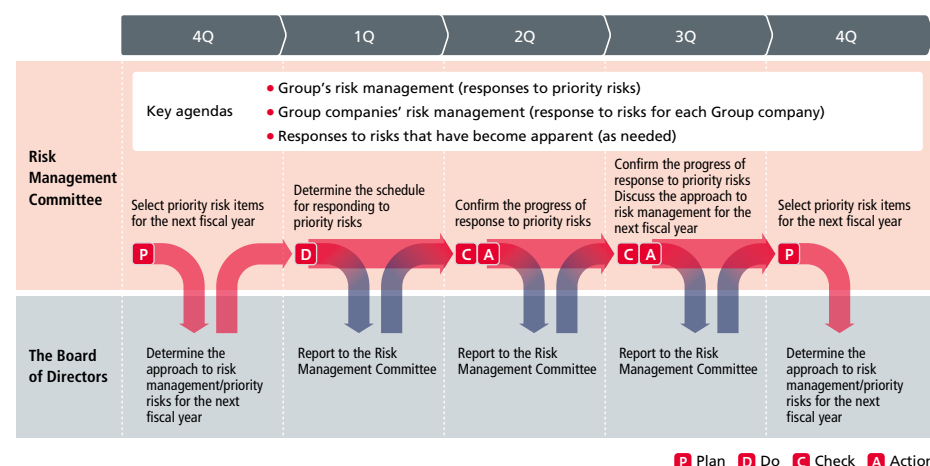 4Q
1Q
2Q
3Q
4Q
Key agendas
• Group's risk management (responses to priority risks)
• Group companies' risk management (response to risks for each Group company)
• Responses to risks that have become apparent (as needed)
Risk
Management
Committee
Select priority risk items
for the next fiscal year
Determine the schedule
for responding to
priority risks
Confirm the progress of
response to priority risks
Confirm the progress of
response to priority risks
Discuss the approach to
risk management for the
next fiscal year
Select priority risk items
for the next fiscal year
P
D
C A
C A
P
The Board
of Directors
Determine the
approach to risk
management/priority
risks for the next
fiscal year
Report to the Risk
Management Committee
Report to the Risk
Management Committee
Report to the Risk
Management Committee
Determine the
approach to risk
management/priority
risks for the next
fiscal year
P Plan D Do C Check A Action